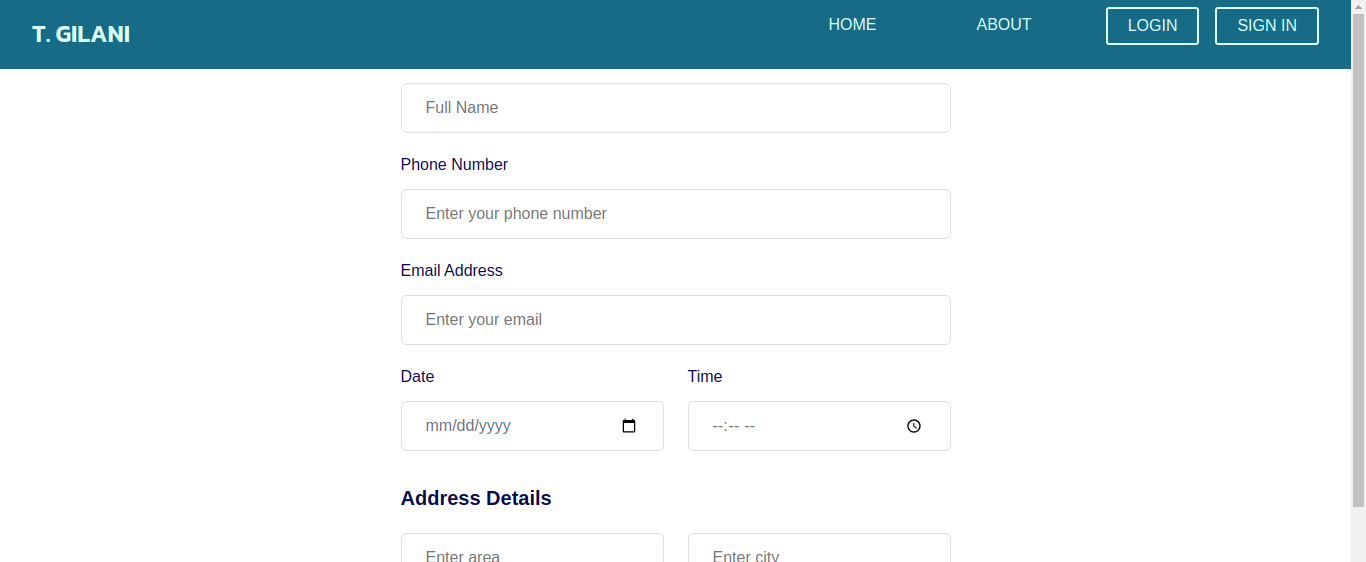 T. GILANI HOME ABOUT LOGIN SIGN IN
Full Name
Phone Number
Enter your phone number
Email Address
Enter your email
Date Time
mm/dd/yyyy --:-- --
Address Details
Enter area Enter city